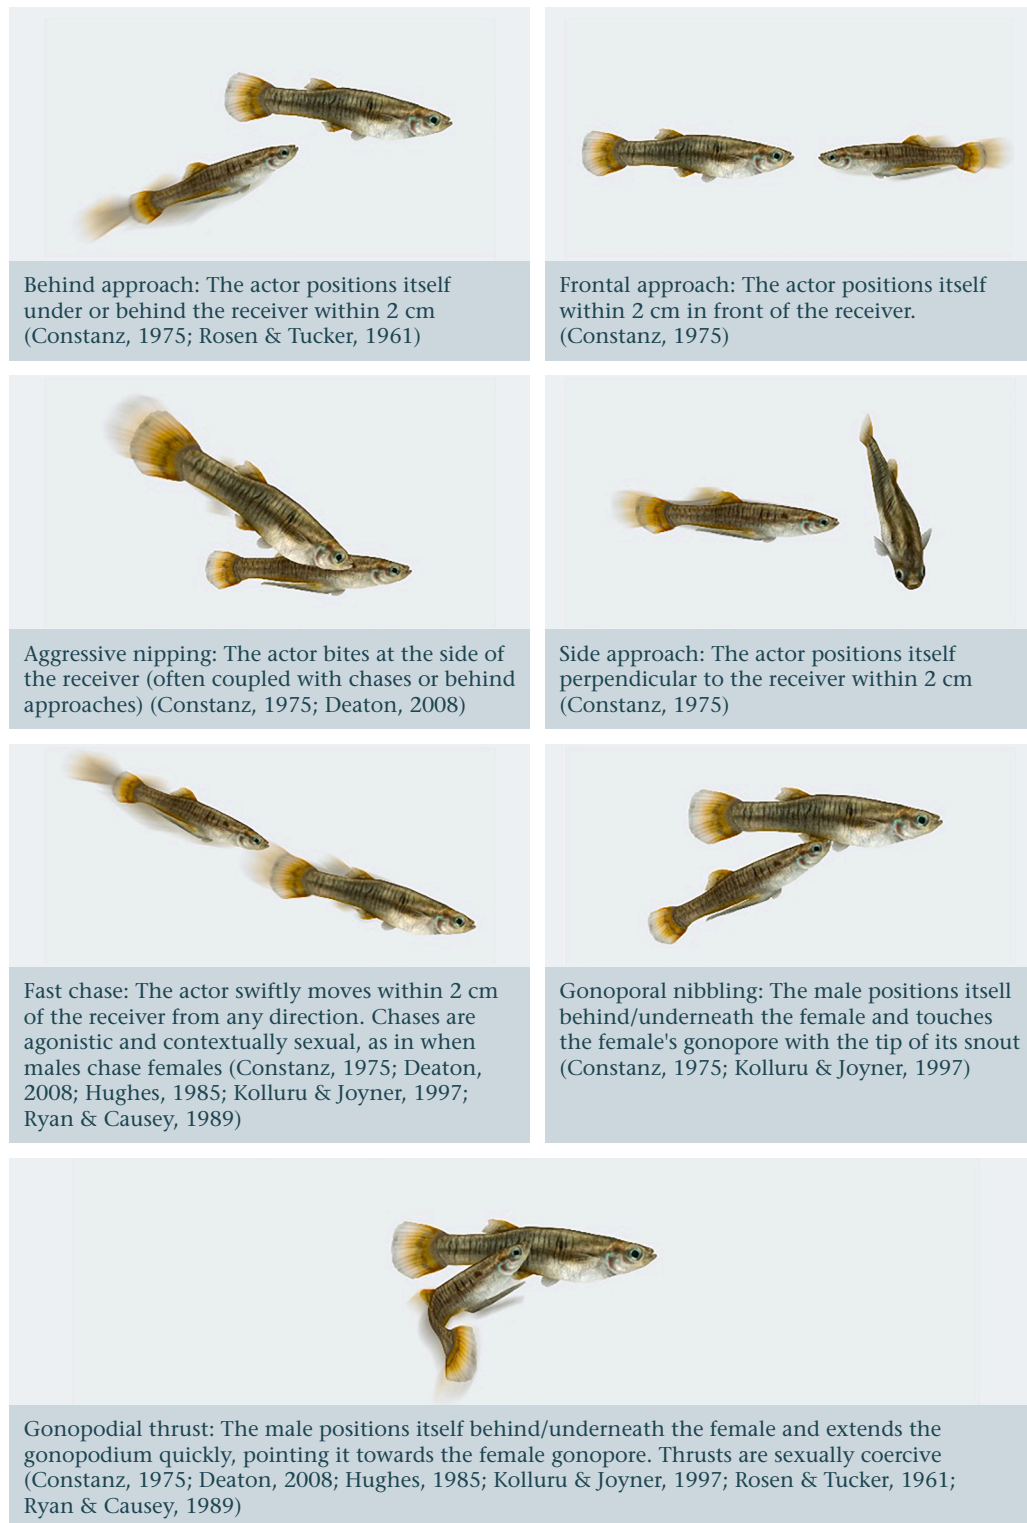 Behind approach: The actor positions itself
under or behind the receiver within 2 cm
(Constanz, 1975; Rosen & Tucker, 1961)
Frontal approach: The actor positions itself
within 2 cm in front of the receiver.
(Constanz, 1975)
Aggressive nipping: The actor bites at the side of
the receiver (often coupled with chases or behind
approaches) (Constanz, 1975; Deaton, 2008)
Side approach: The actor positions itself
perpendicular to the receiver within 2 cm
(Constanz, 1975)
Fast chase: The actor swiftly moves within 2 cm
of the receiver from any direction. Chases are
agonistic and contextually sexual, as in when
males chase females (Constanz, 1975; Deaton,
2008; Hughes, 1985; Kolluru & Joyner, 1997;
Ryan & Causey, 1989)
Gonoporal nibbling: The male positions itsell
behind/underneath the female and touches
the female's gonopore with the tip of its snout
(Constanz, 1975; Kolluru & Joyner, 1997)
Gonopodial thrust: The male positions itself behind/underneath the female and extends the
gonopodium quickly, pointing it towards the female gonopore. Thrusts are sexually coercive
(Constanz, 1975; Deaton, 2008; Hughes, 1985; Kolluru & Joyner, 1997; Rosen & Tucker, 1961;
Ryan & Causey, 1989)